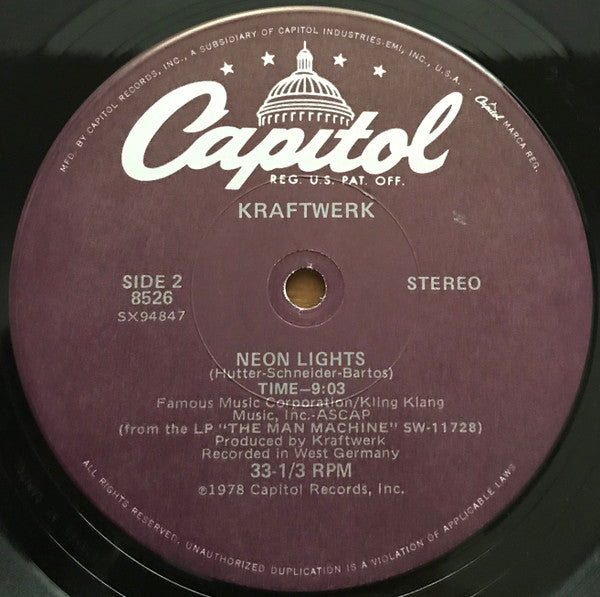 MFD. BY CAPITOL RECORDS, INC., A SUBSIDIARY OF CAPITOL INDUSTRIES-EMI, INC., U.S.A.
Capitol MARCA REG.
Capitol
REG. U.S. PAT. OFF.
KRAFTWERK
SIDE 2
8526
SX94847
STEREO
NEON LIGHTS
(Hutter-Schneider-Bartos)
TIME-9:03
Famous Music Corporation/Kling Klang
Music, Inc.-ASCAP
(from the LP "THE MAN MACHINE" SW-11728)
Produced by Kraftwerk
Recorded in West Germany
33-1/3 RPM
℗1978 Capitol Records, Inc.
ALL RIGHTS RESERVED. UNAUTHORIZED DUPLICATION IS A VIOLATION OF APPLICABLE LAWS